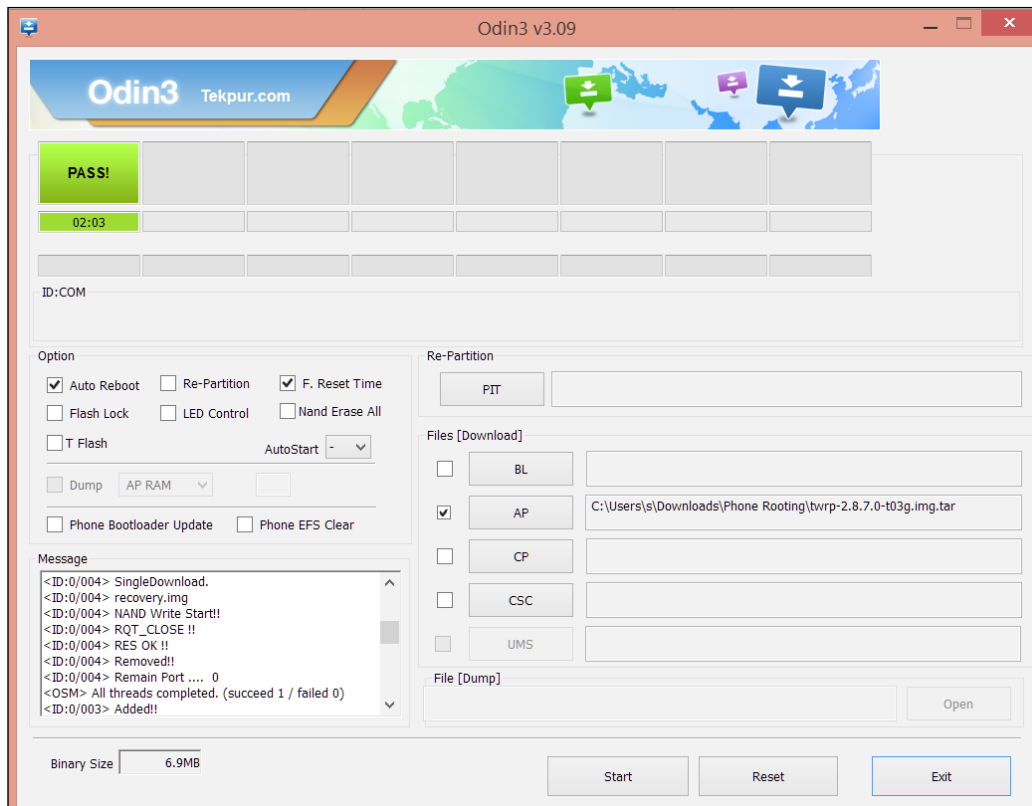 Odin3 v3.09
Odin3 Tekpur.com
PASS!
02:03
ID:COM
Option
Auto Reboot Re-Partition F. Reset Time
Flash Lock LED Control Nand Erase All
T Flash AutoStart -
Dump AP RAM
Phone Bootloader Update Phone EFS Clear
Message
<ID:0/004> SingleDownload.
<ID:0/004> recovery.img
<ID:0/004> NAND Write Start!!
<ID:0/004> RQT_CLOSE !!
<ID:0/004> RES OK !!
<ID:0/004> Removed!!
<ID:0/004> Remain Port .... 0
<OSM> All threads completed. (succeed 1 / failed 0)
<ID:0/003> Added!!
Re-Partition
PIT
Files [Download]
BL
AP C:\Users\s\Downloads\Phone Rooting\twrp-2.8.7.0-t03g.img.tar
CP
CSC
UMS
File [Dump]
Open
Binary Size 6.9MB
Start Reset Exit